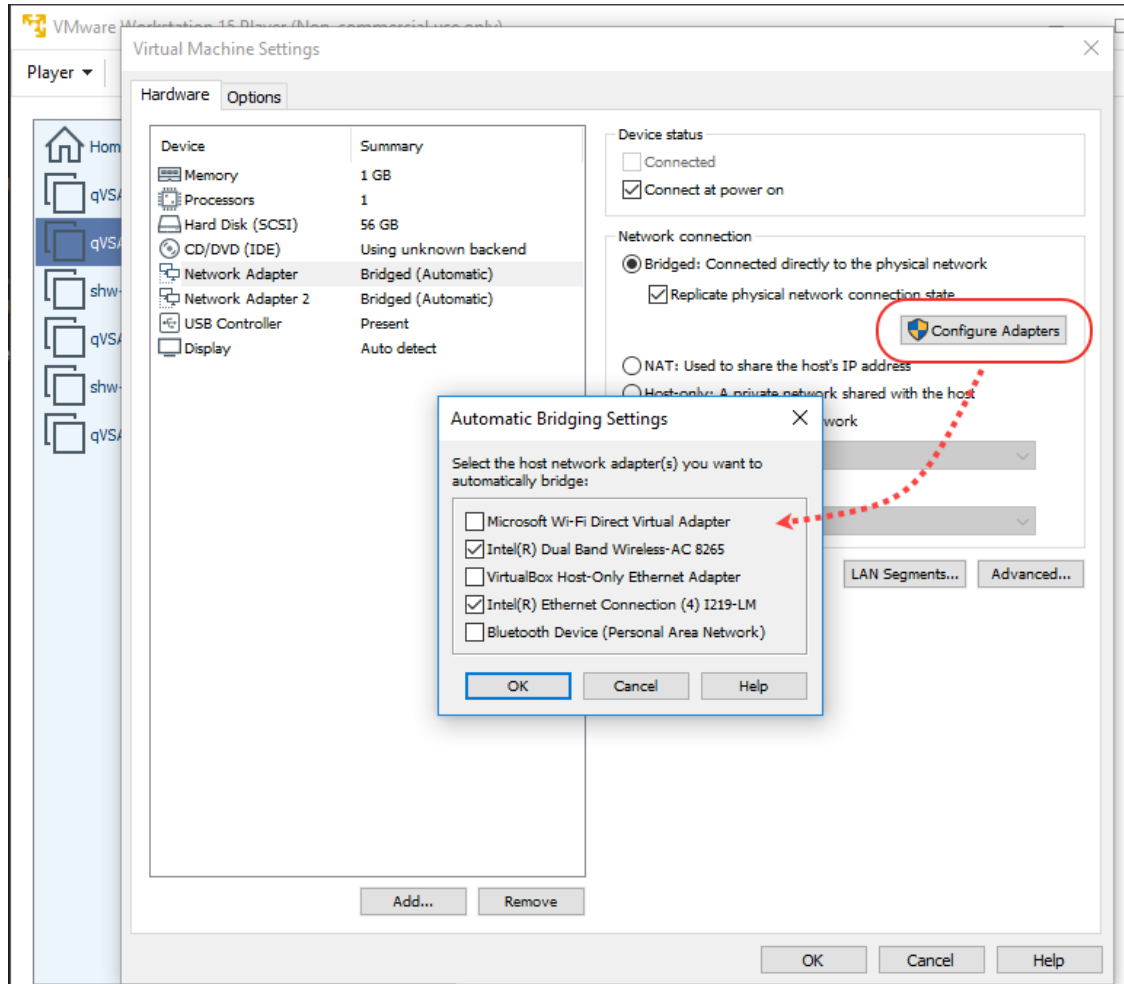 VMware Workstation 15 Player (Non-commercial use only)
Player
Virtual Machine Settings
Hardware
Options
Hom
qVSA
qVSA
shw-
qVSA
shw-
qVSA
Device Summary
Memory 1 GB
Processors 1
Hard Disk (SCSI) 56 GB
CD/DVD (IDE) Using unknown backend
Network Adapter Bridged (Automatic)
Network Adapter 2 Bridged (Automatic)
USB Controller Present
Display Auto detect
Add... Remove
Device status
Connected
Connect at power on
Network connection
Bridged: Connected directly to the physical network
Replicate physical network connection state
Configure Adapters
NAT: Used to share the host's IP address
Host-only: A private network shared with the host
work
LAN Segments... Advanced...
Automatic Bridging Settings
Select the host network adapter(s) you want to
automatically bridge:
Microsoft Wi-Fi Direct Virtual Adapter
Intel(R) Dual Band Wireless-AC 8265
VirtualBox Host-Only Ethernet Adapter
Intel(R) Ethernet Connection (4) I219-LM
Bluetooth Device (Personal Area Network)
OK Cancel Help
OK Cancel Help